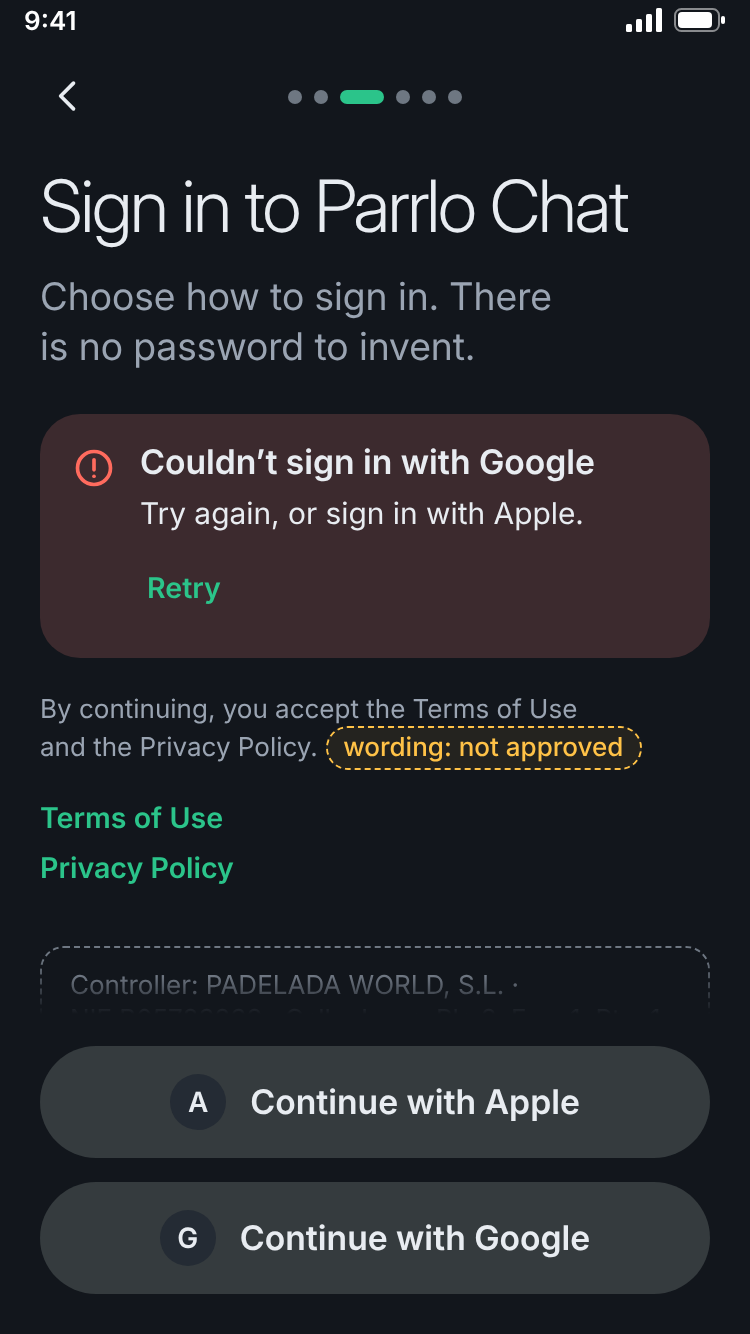 9:41
Sign in to Parrlo Chat
Choose how to sign in. There
is no password to invent.
Couldn’t sign in with Google
Try again, or sign in with Apple.
Retry
By continuing, you accept the Terms of Use
and the Privacy Policy. wording: not approved
Terms of Use
Privacy Policy
Controller: PADELADA WORLD, S.L. ·
A Continue with Apple
G Continue with Google